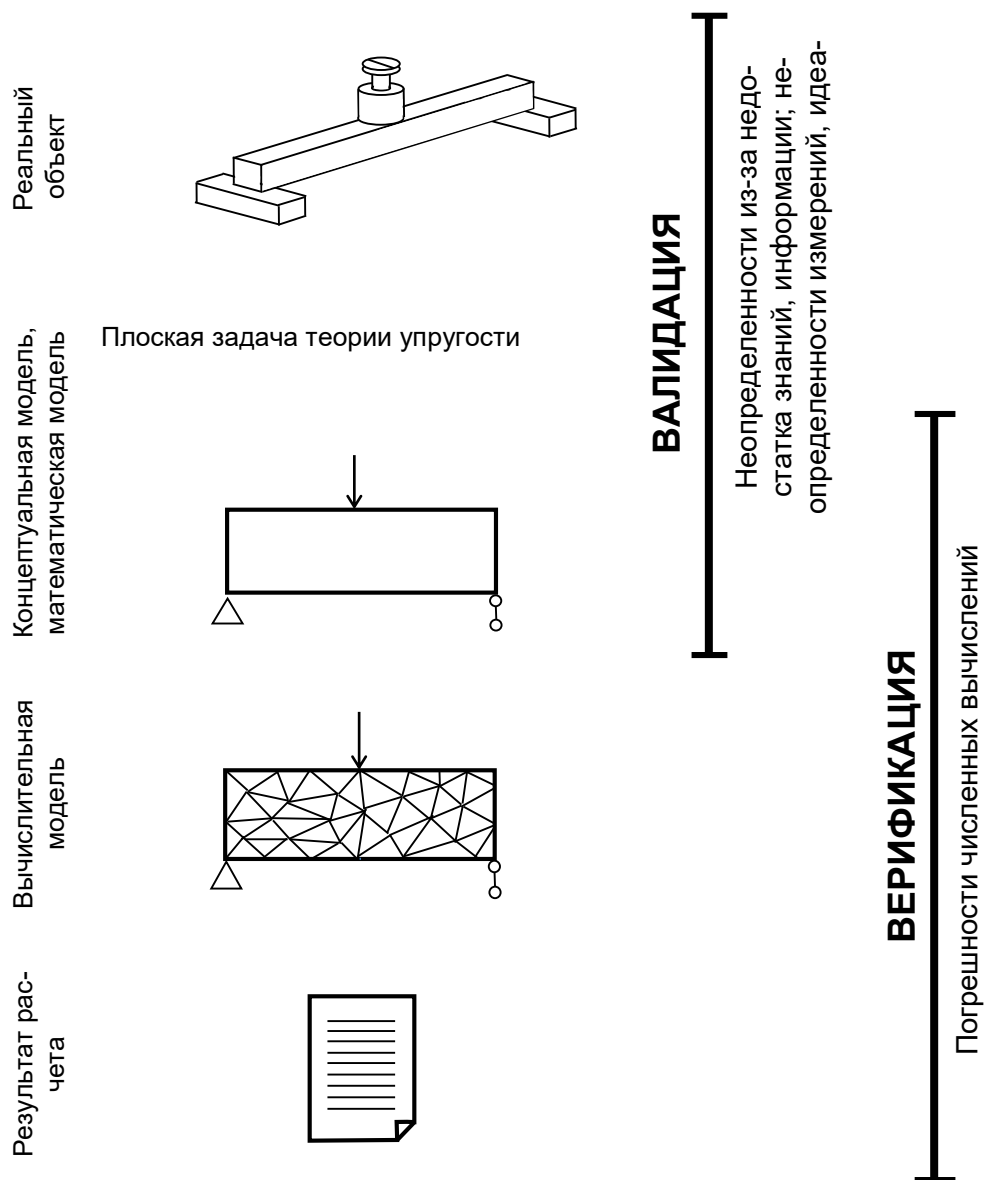 Реальный
объект
Концептуальная модель,
математическая модель
Плоская задача теории упругости
Вычислительная
модель
Результат рас-
чета
ВАЛИДАЦИЯ
Неопределенности из-за недо-
статка знаний, информации; не-
определенности измерений, идеа-
ВЕРИФИКАЦИЯ
Погрешности численных вычислений